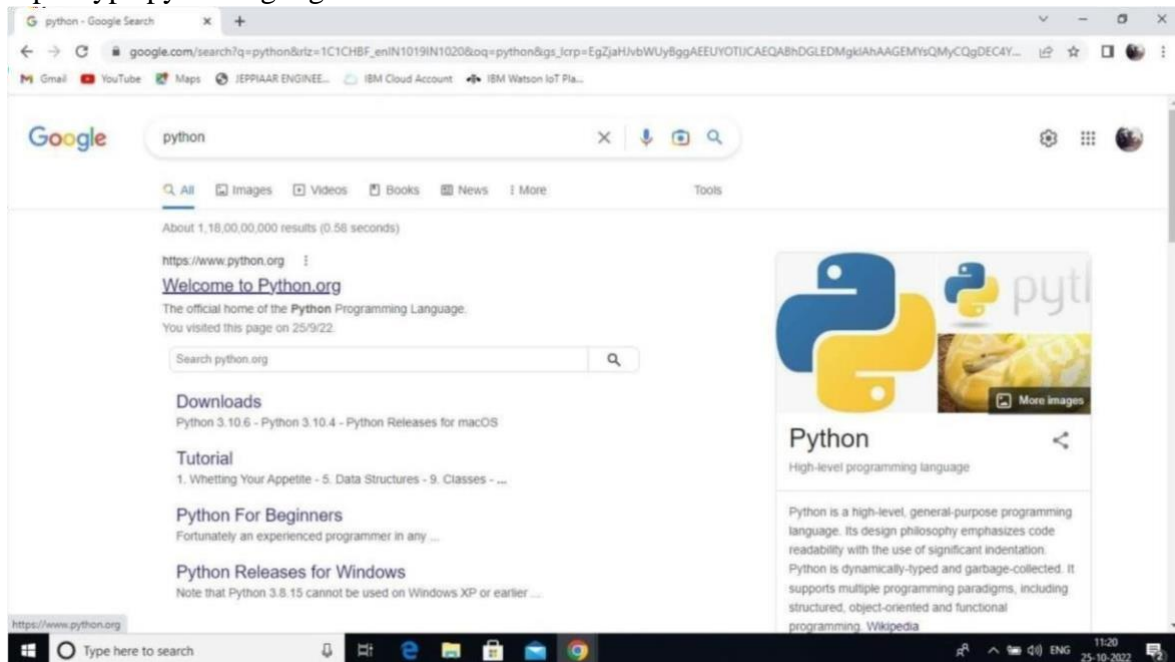 python - Google Search
google.com/search?q=python&rlz=1C1CHBF_enIN1019IN1020&oq=python&gs_lcrp=
Gmail YouTube Maps JEPPIAAR ENGINEE... IBM Cloud Account IBM Watson IoT Pla...
Google python
All Images Videos Books News More Tools
About 1,18,00,00,000 results (0.58 seconds)
https://www.python.org
Welcome to Python.org
The official home of the Python Programming Language.
You visited this page on 25/9/22.
Search python.org
Downloads
Python 3.10.6 - Python 3.10.4 - Python Releases for macOS
Tutorial
1. Whetting Your Appetite - 5. Data Structures - 9. Classes - ...
Python For Beginners
Fortunately an experienced programmer in any ...
Python Releases for Windows
Note that Python 3.8.15 cannot be used on Windows XP or earlier ...
pytl
More images
Python
High-level programming language
Python is a high-level, general-purpose programming
language. Its design philosophy emphasizes code
readability with the use of significant indentation.
Python is dynamically-typed and garbage-collected. It
supports multiple programming paradigms, including
structured, object-oriented and functional
programming. Wikipedia
https://www.python.org
Type here to search
ENG
11:20
25-10-2022